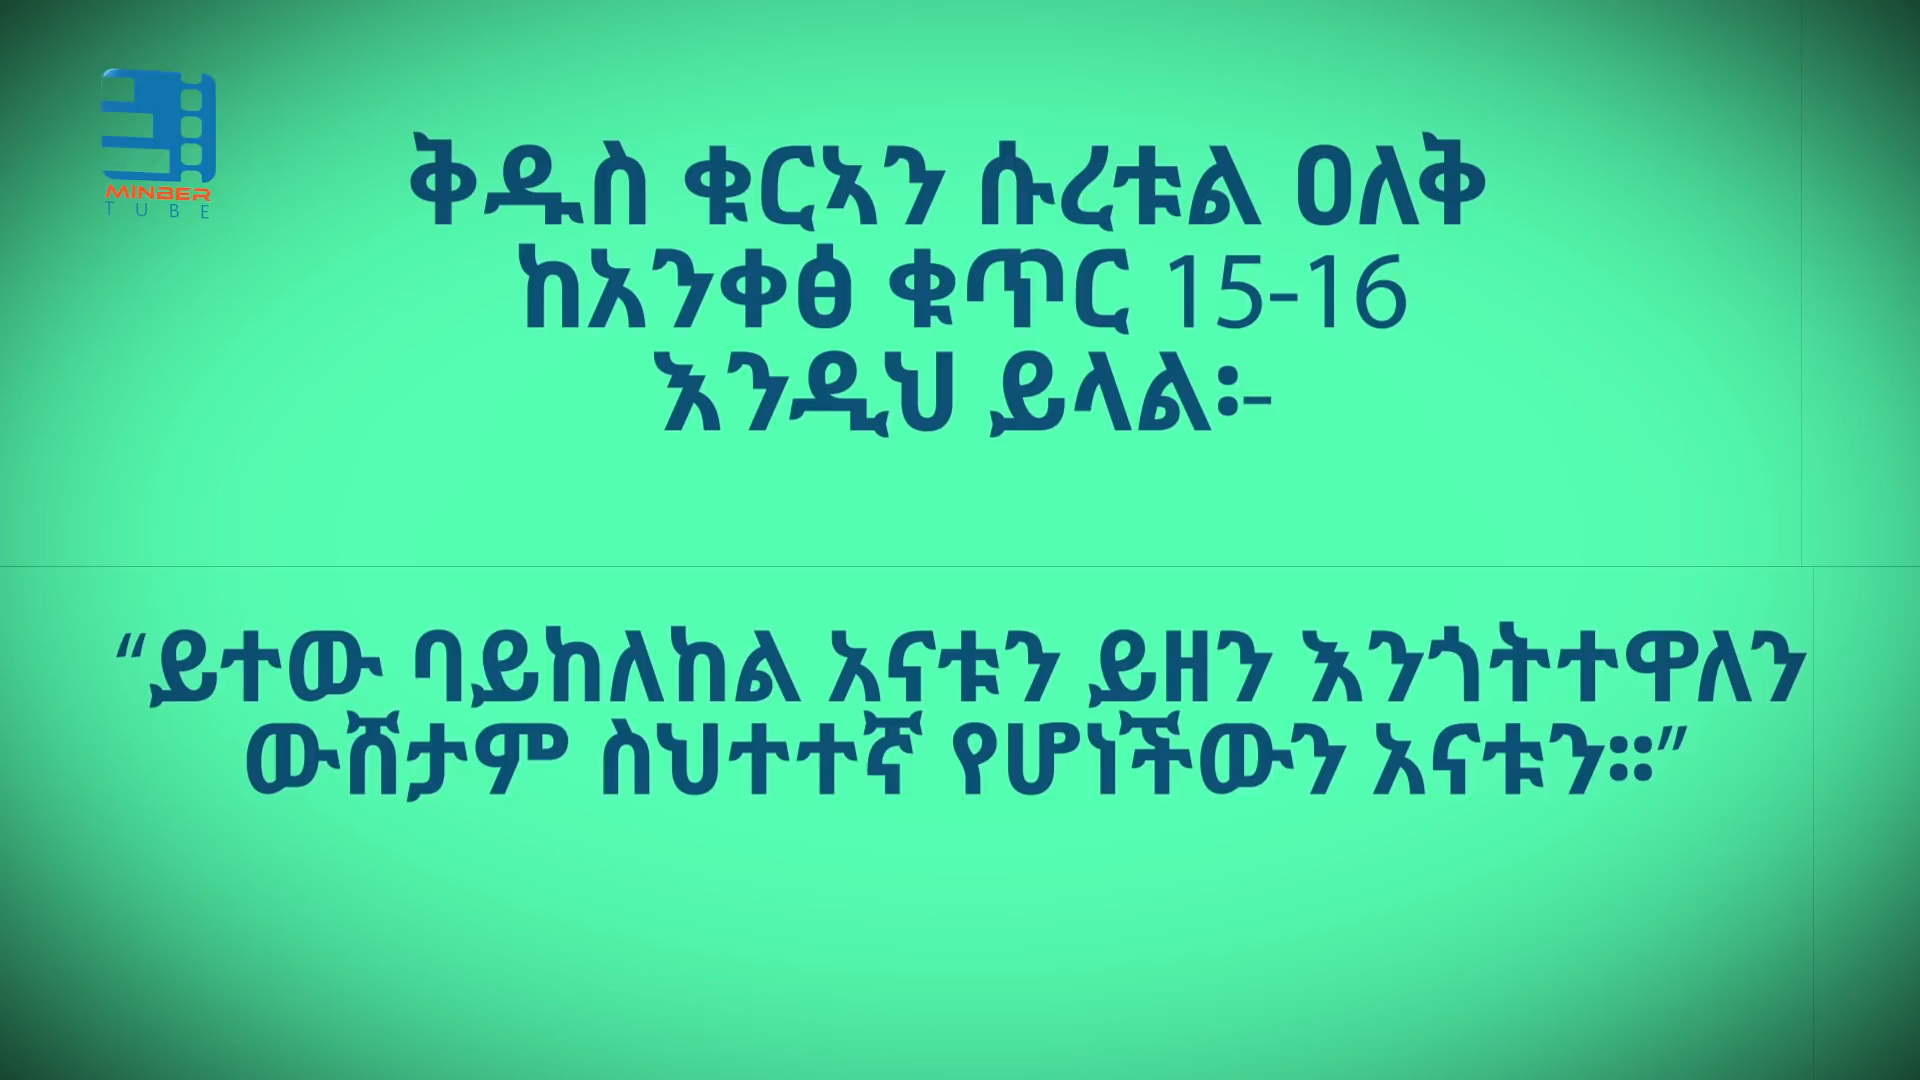 MINBER
TUBE
ቅዱስ ቁርኣን ሱረቱል ዐለቅ
ከአንቀፅ ቁጥር 15-16
እንዲህ ይላል፡-
“ይተው ባይከለከል አናቱን ይዘን እንጎትተዋለን
ውሸታም ስህተተኛ የሆነችውን አናቱን።”